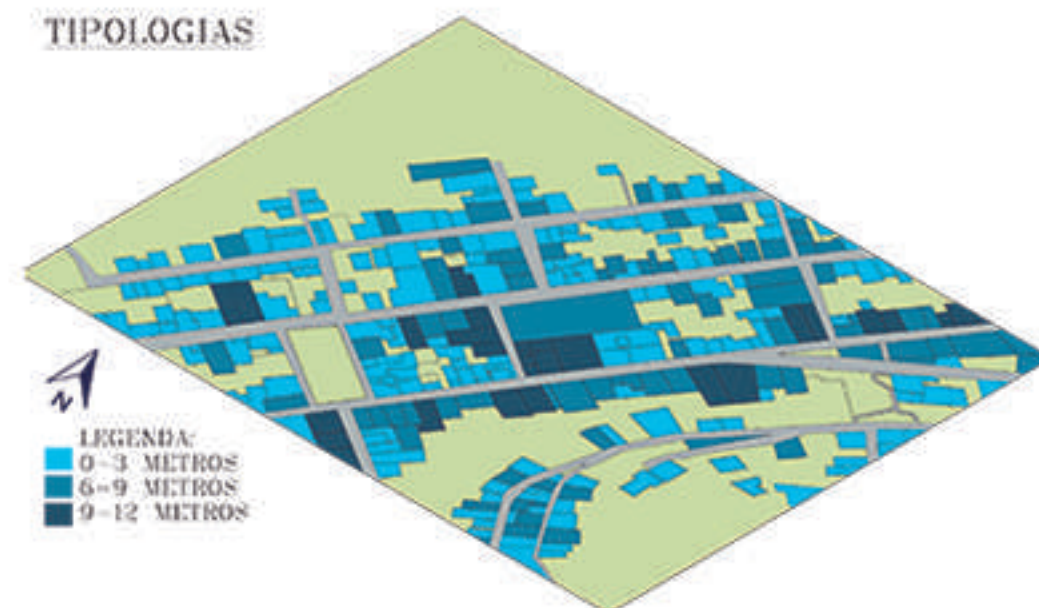 TIPOLOGIAS
N
LEGENDA:
0-3 METROS
6-9 METROS
9-12 METROS